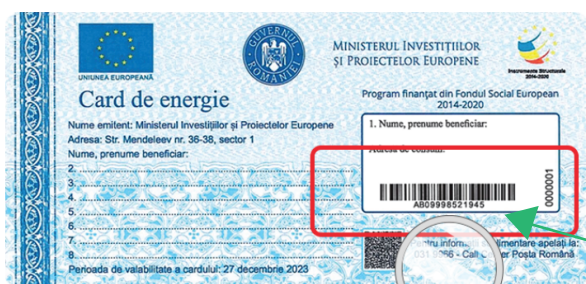 GUVERNUL ROMÂNIEI
MINISTERUL INVESTIȚIILOR
ȘI PROIECTELOR EUROPENE
UNIUNEA EUROPEANĂ
Instrumente Structurale
2014-2020
Card de energie
Program finanțat din Fondul Social European
2014-2020
Nume emitent: Ministerul Investițiilor și Proiectelor Europene
Adresa: Str. Mendeleev nr. 36-38, sector 1
Nume, prenume beneficiar:
1. Nume, prenume beneficiar:
Adresa de consum:
2.
3.
4.
5.
6.
7.
8.
AB09998521945
0000001
Pentru informații suplimentare apelați la:
031 9966 - Call Poșta Română
Perioada de valabilitate a cardului: 27 decembrie 2023